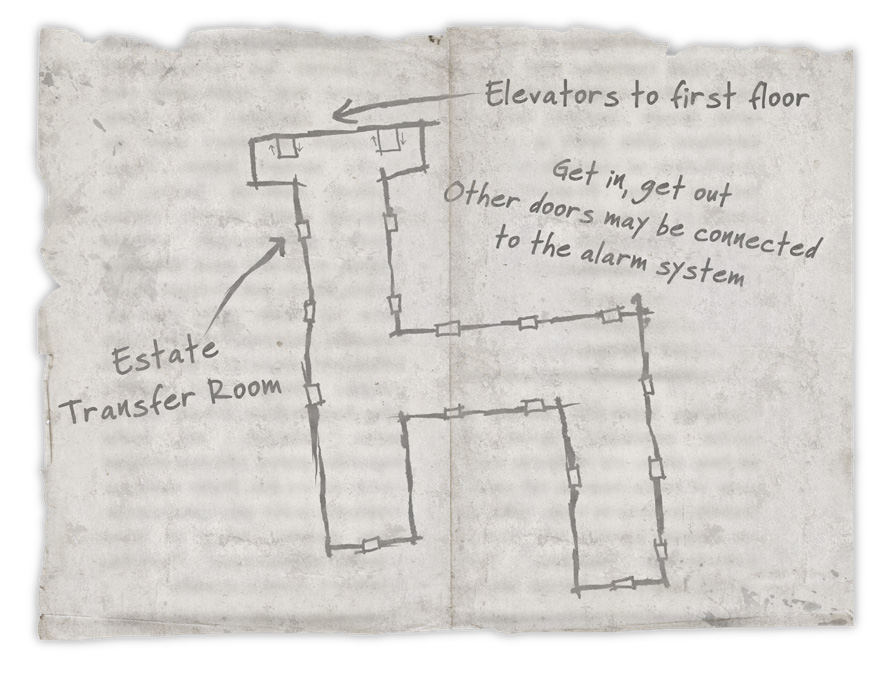 Elevators to first floor
Get in, get out
Other doors may be connected
to the alarm system
Estate
Transfer Room